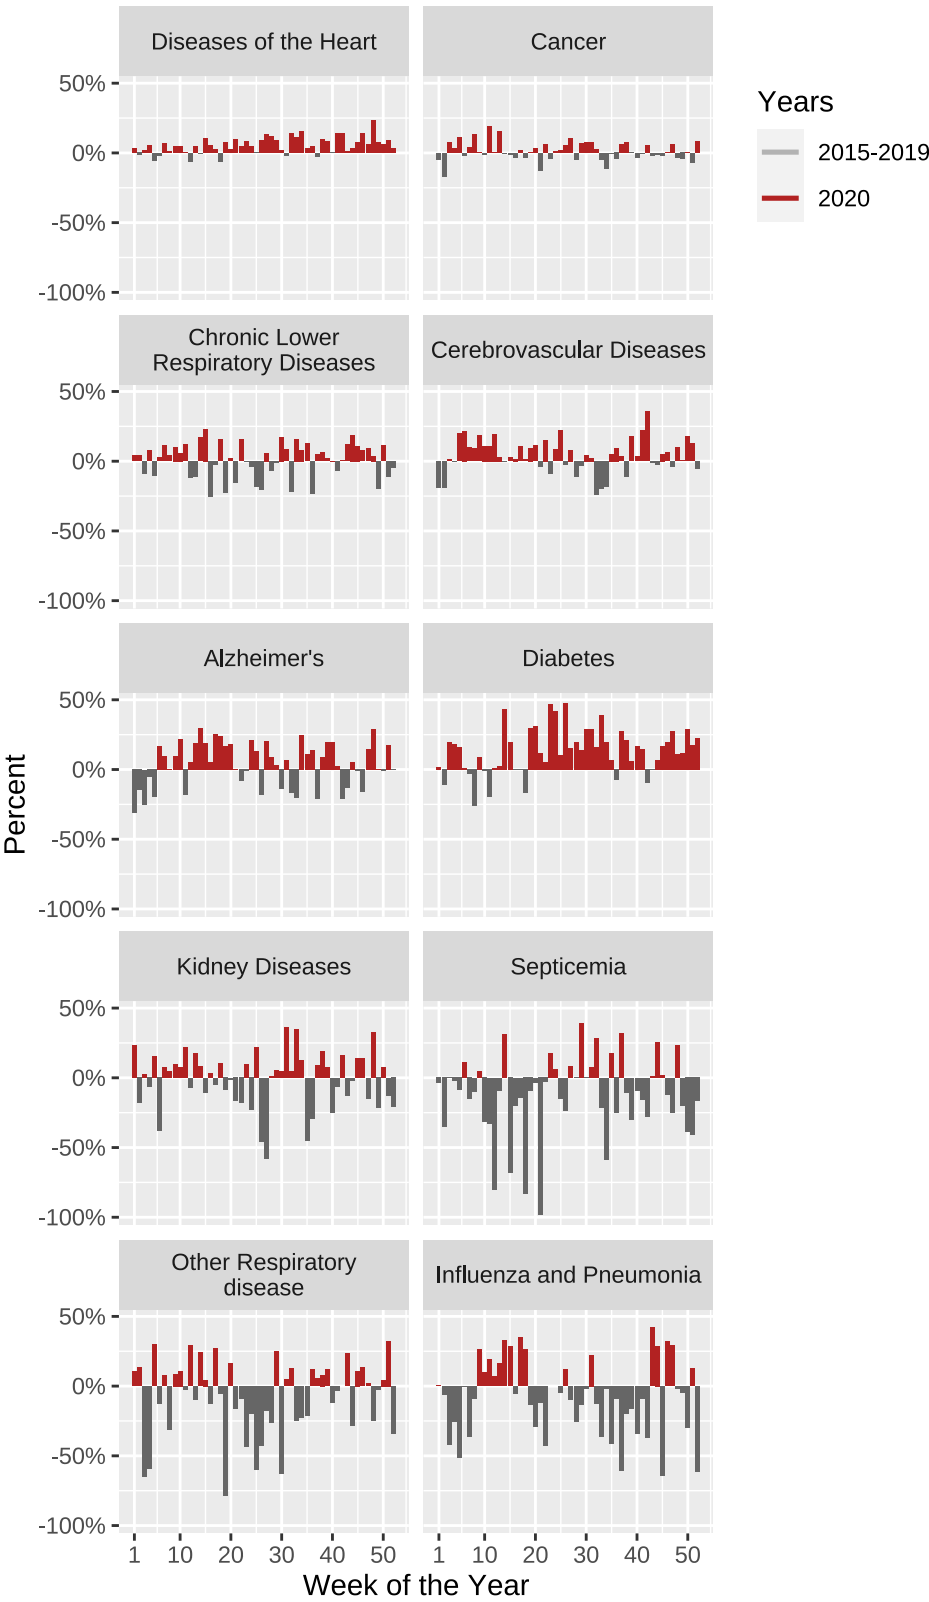 Diseases of the Heart
Cancer
50%
0%
-50%
-100%
Years
2015-2019
2020
Chronic Lower
Respiratory Diseases
Cerebrovascular Diseases
50%
0%
-50%
-100%
Alzheimer's
Diabetes
50%
0%
-50%
-100%
Percent
Kidney Diseases
Septicemia
50%
0%
-50%
-100%
Other Respiratory
disease
Influenza and Pneumonia
50%
0%
-50%
-100%
1 10 20 30 40 50
1 10 20 30 40 50
Week of the Year